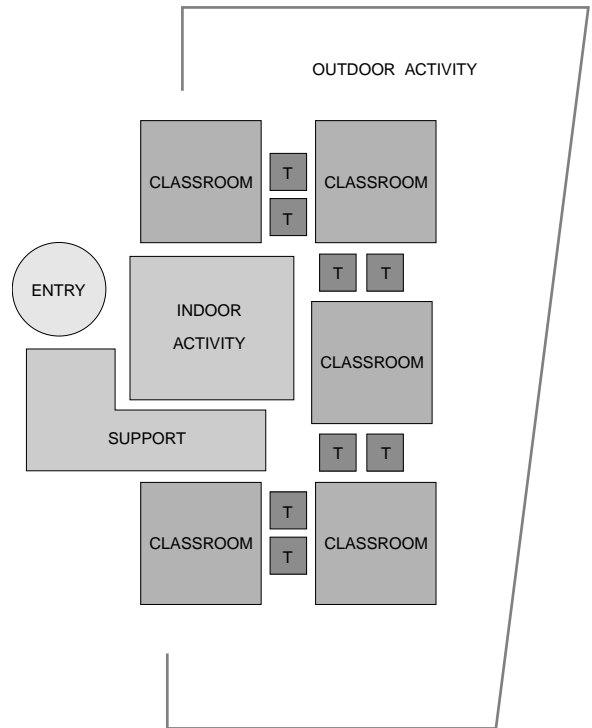 OUTDOOR ACTIVITY
CLASSROOM
T
CLASSROOM
T
T
T
ENTRY
INDOOR
ACTIVITY
CLASSROOM
SUPPORT
T
T
T
CLASSROOM
CLASSROOM
T